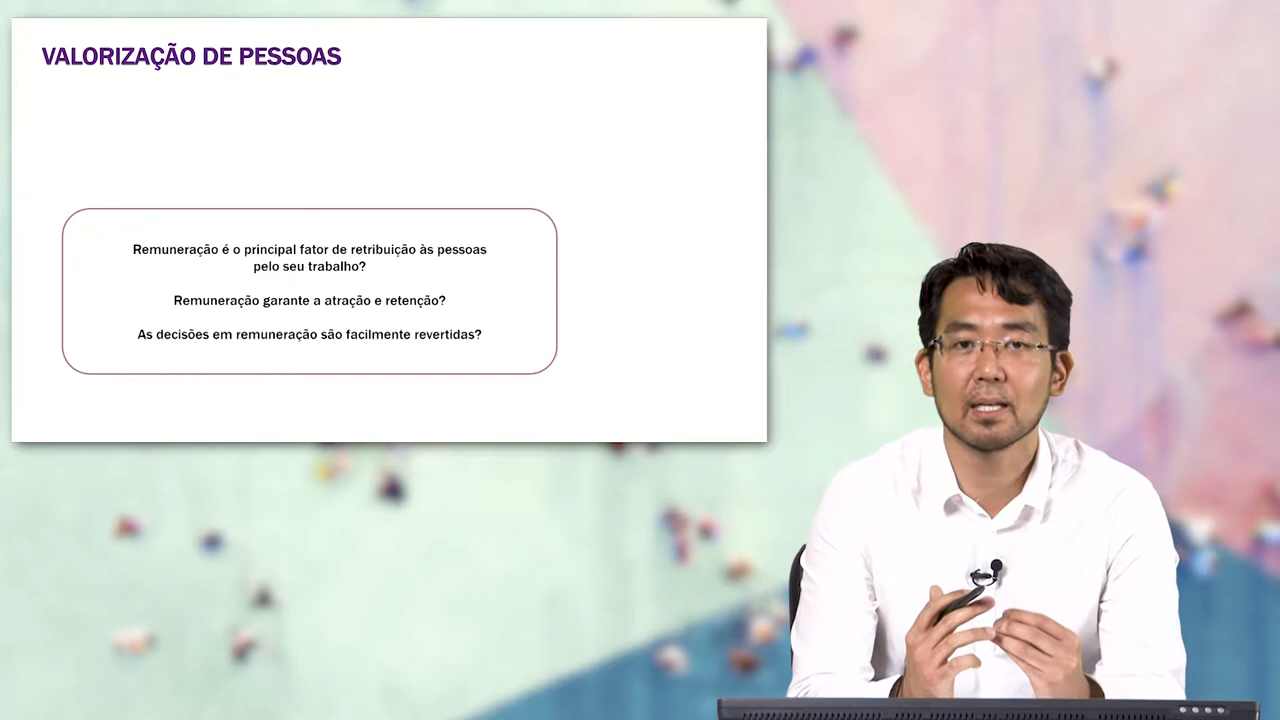 VALORIZAÇÃO DE PESSOAS
Remuneração é o principal fator de retribuição às pessoas
pelo seu trabalho?
Remuneração garante a atração e retenção?
As decisões em remuneração são facilmente revertidas?